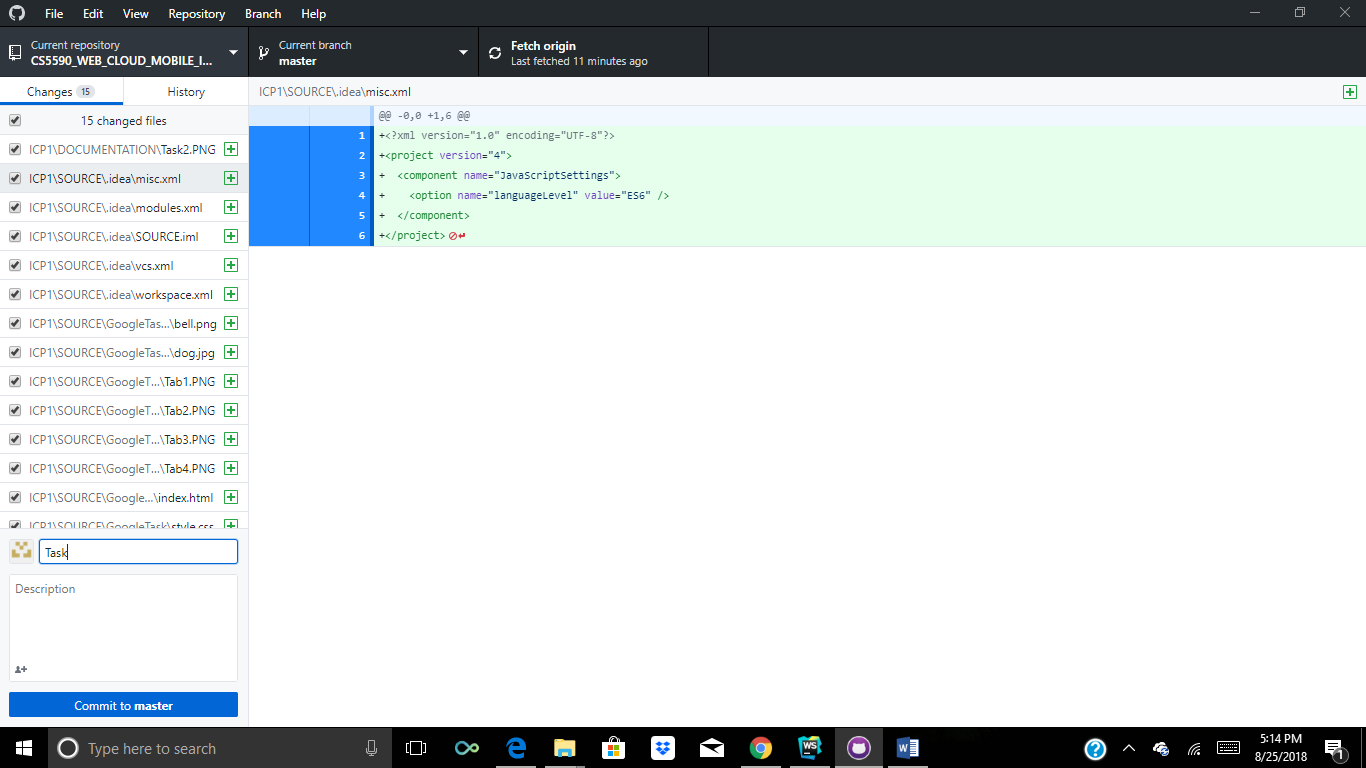 File Edit View Repository Branch Help
Current repository
CS5590_WEB_CLOUD_MOBILE_I...
Current branch
master
Fetch origin
Last fetched 11 minutes ago
Changes 15 History
ICP1\SOURCE\.idea\misc.xml
15 changed files
ICP1\DOCUMENTATION\Task2.PNG
ICP1\SOURCE\.idea\misc.xml
ICP1\SOURCE\.idea\modules.xml
ICP1\SOURCE\.idea\SOURCE.iml
ICP1\SOURCE\.idea\vcs.xml
ICP1\SOURCE\.idea\workspace.xml
ICP1\SOURCE\GoogleTas...\bell.png
ICP1\SOURCE\GoogleTas...\dog.jpg
ICP1\SOURCE\GoogleT...\Tab1.PNG
ICP1\SOURCE\GoogleT...\Tab2.PNG
ICP1\SOURCE\GoogleT...\Tab3.PNG
ICP1\SOURCE\GoogleT...\Tab4.PNG
ICP1\SOURCE\Google...\index.html
ICP1\SOURCE\GoogleTask\style.css
@@ -0,0 +1,6 @@
1 +<?xml version="1.0" encoding="UTF-8"?>
2 +<project version="4">
3 + <component name="JavaScriptSettings">
4 + <option name="languageLevel" value="ES6" />
5 + </component>
6 +</project>
Task
Description
Commit to master
Type here to search
WS
5:14 PM
8/25/2018
1